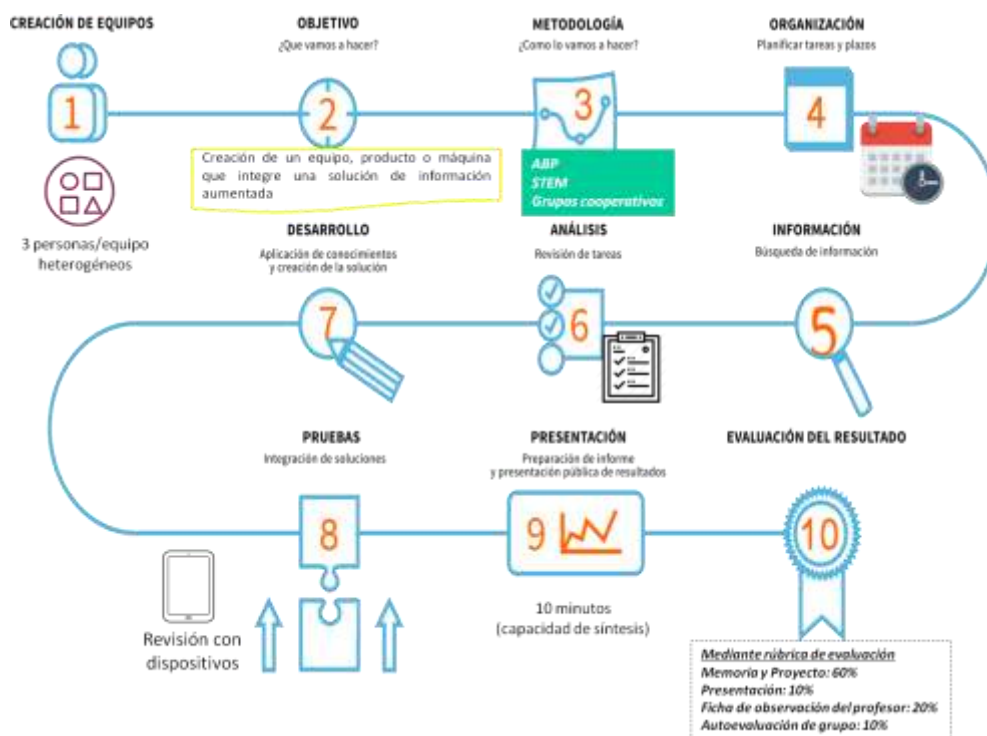 CREACIÓN DE EQUIPOS
1
3 personas/equipo
heterogéneos
OBJETIVO
¿Que vamos a hacer?
2
Creación de un equipo, producto o máquina
que integre una solución de información
aumentada
METODOLOGÍA
¿Como lo vamos a hacer?
3
ABP
STEM
Grupos cooperativos
ORGANIZACIÓN
Planificar tareas y plazos
4
INFORMACIÓN
Búsqueda de información
5
ANÁLISIS
Revisión de tareas
6
DESARROLLO
Aplicación de conocimientos
y creación de la solución
7
PRUEBAS
Integración de soluciones
8
Revisión con
dispositivos
PRESENTACIÓN
Preparación de informe
y presentación pública de resultados
9
10 minutos
(capacidad de síntesis)
EVALUACIÓN DEL RESULTADO
10
Mediante rúbrica de evaluación
Memoria y Proyecto: 60%
Presentación: 10%
Ficha de observación del profesor: 20%
Autoevaluación de grupo: 10%